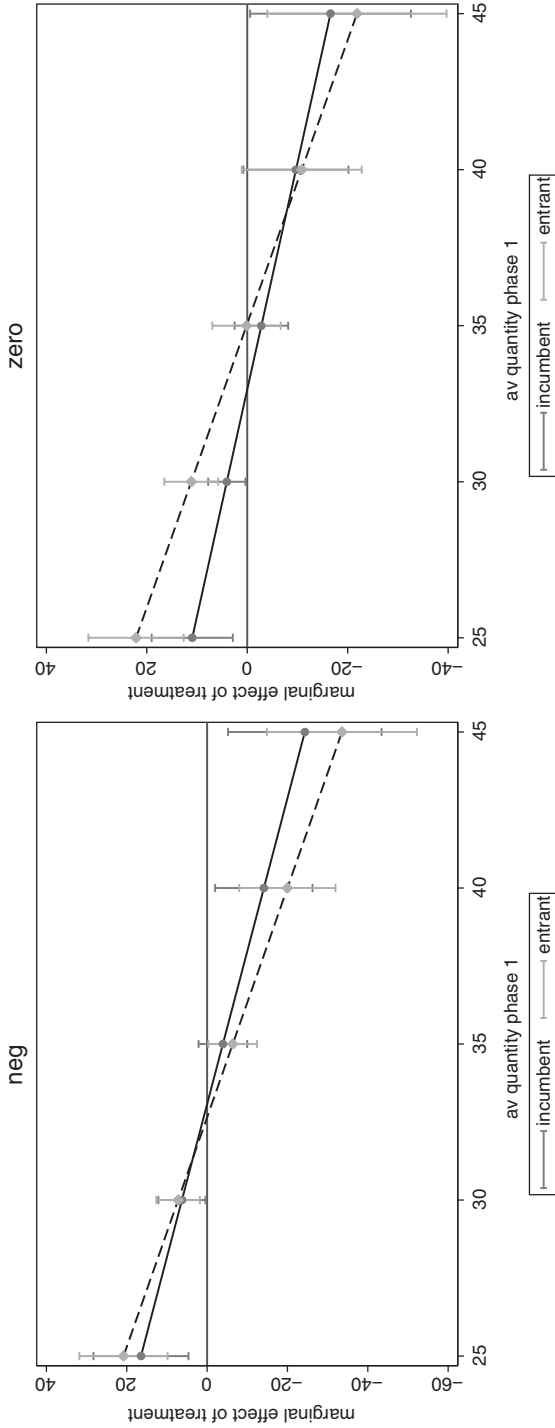 neg
marginal effect of treatment
40
20
0
−20
−40
−60
25 30 35 40 45
av quantity phase 1
incumbent entrant
zero
marginal effect of treatment
40
20
0
−20
−40
25 30 35 40 45
av quantity phase 1
incumbent entrant